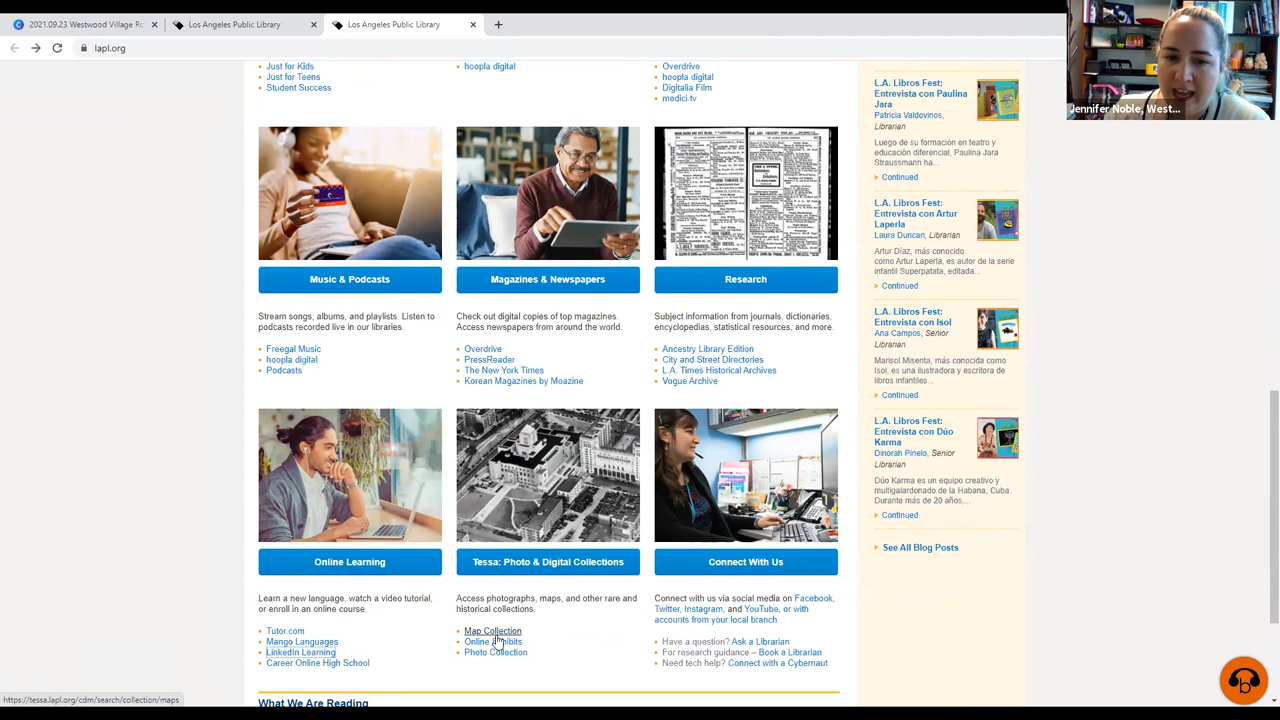 2021.09.23 Westwood Village R
Los Angeles Public Library
Los Angeles Public Library
lapl.org
Jennifer Noble, West...
Just for Kids
Just for Teens
Student Success
hoopla digital
Overdrive
hoopla digital
Digitalia Film
medici.tv
Music & Podcasts
Stream songs, albums, and playlists. Listen to
podcasts recorded live in our libraries.
Freegal Music
hoopla digital
Podcasts
Magazines & Newspapers
Check out digital copies of top magazines.
Access newspapers from around the world.
Overdrive
PressReader
The New York Times
Korean Magazines by Moazine
Research
Subject information from journals, dictionaries,
encyclopedias, statistical resources, and more.
Ancestry Library Edition
City and Street Directories
L.A. Times Historical Archives
Vogue Archive
Online Learning
Learn a new language, watch a video tutorial,
or enroll in an online course.
Tutor.com
Mango Languages
LinkedIn Learning
Career Online High School
Tessa: Photo & Digital Collections
Access photographs, maps, and other rare and
historical collections.
Map Collection
Online Exhibits
Photo Collection
Connect With Us
Connect with us via social media on Facebook,
Twitter, Instagram, and YouTube, or with
accounts from your local branch.
Have a question? Ask a Librarian
For research guidance – Book a Librarian
Need tech help? Connect with a Cybernaut
What We Are Reading
L.A. Libros Fest:
Entrevista con Paulina
Jara
Patricia Valdovinos,
Librarian
Luego de su formación en teatro y
educación diferencial, Paulina Jara
Straussmann ha...
Continued
L.A. Libros Fest:
Entrevista con Artur
Laperla
Laura Duncan, Librarian
Artur Díaz, más conocido
como Artur Laperla, es autor de la serie
infantil Superpatata, editada...
Continued
L.A. Libros Fest:
Entrevista con Isol
Ana Campos, Senior
Librarian
Marisol Misenta, más conocida como
Isol, es una ilustradora y escritora de
libros infantiles...
Continued
L.A. Libros Fest:
Entrevista con Dúo
Karma
Dinorah Pinelo, Senior
Librarian
Dúo Karma es un equipo creativo y
multigalardonado de la Habana, Cuba.
Durante más de 20 años,...
Continued
See All Blog Posts
https://tessa.lapl.org/cdm/search/collection/maps